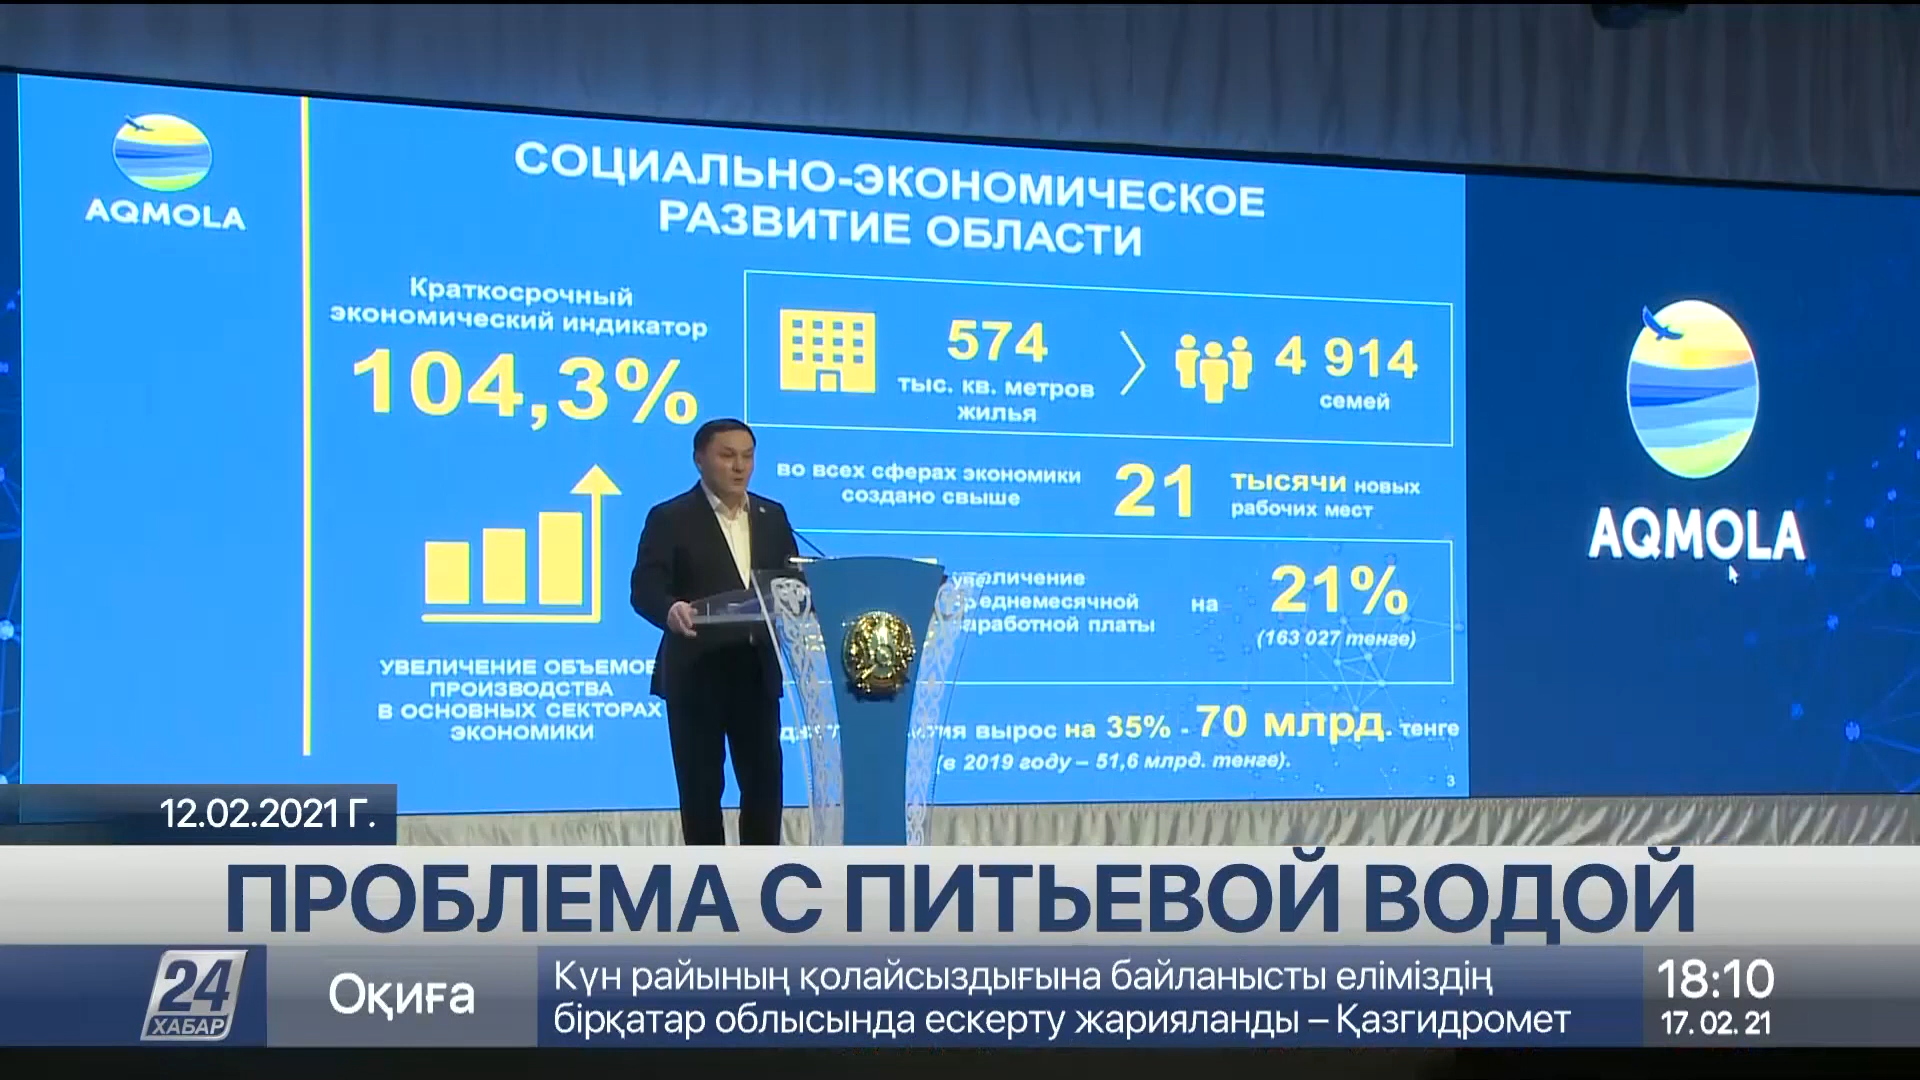 AQMOLA
СОЦИАЛЬНО-ЭКОНОМИЧЕСКОЕ
РАЗВИТИЕ ОБЛАСТИ
Краткосрочный
экономический индикатор
104,3%
УВЕЛИЧЕНИЕ
ПРОИЗВОДСТВА
В ОСНОВНЫХ СЕКТОРАХ
ЭКОНОМИКИ
574
тыс. кв. метров
жилья
4 914
семей
во всех сферах экономики
создано свыше
21
тысячи новых
рабочих мест
платы
на
21%
(163 027 тенге)
вырос на 35% - 70 млрд. тенге
(в 2019 году – 51,6 млрд. тенге).
3
AQMOLA
12.02.2021 Г.
ПРОБЛЕМА С ПИТЬЕВОЙ ВОДОЙ
24
ХАБАР
Оқиға
Күн райының қолайсыздығына байланысты еліміздің
бірқатар облысында ескерту жарияланды – Қазгидромет
18:10
17. 02. 21